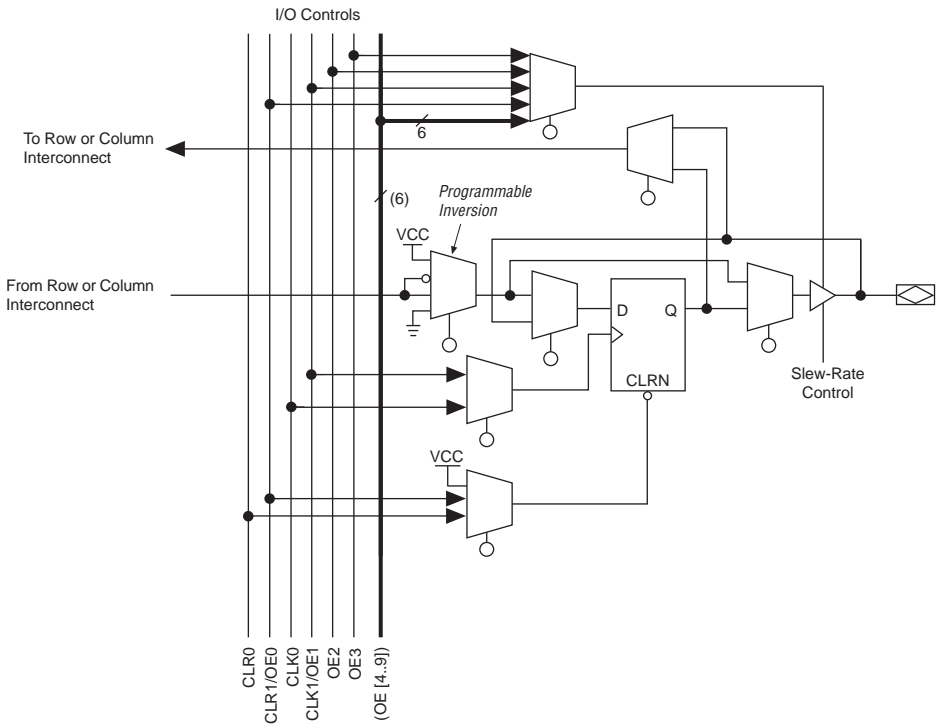 I/O Controls
6
To Row or Column
Interconnect
(6)
Programmable
Inversion
VCC
From Row or Column
Interconnect
D
Q
CLRN
Slew-Rate
Control
VCC
CLR0
CLR1/OE0
CLK0
CLK1/OE1
OE2
OE3
(OE [4..9])